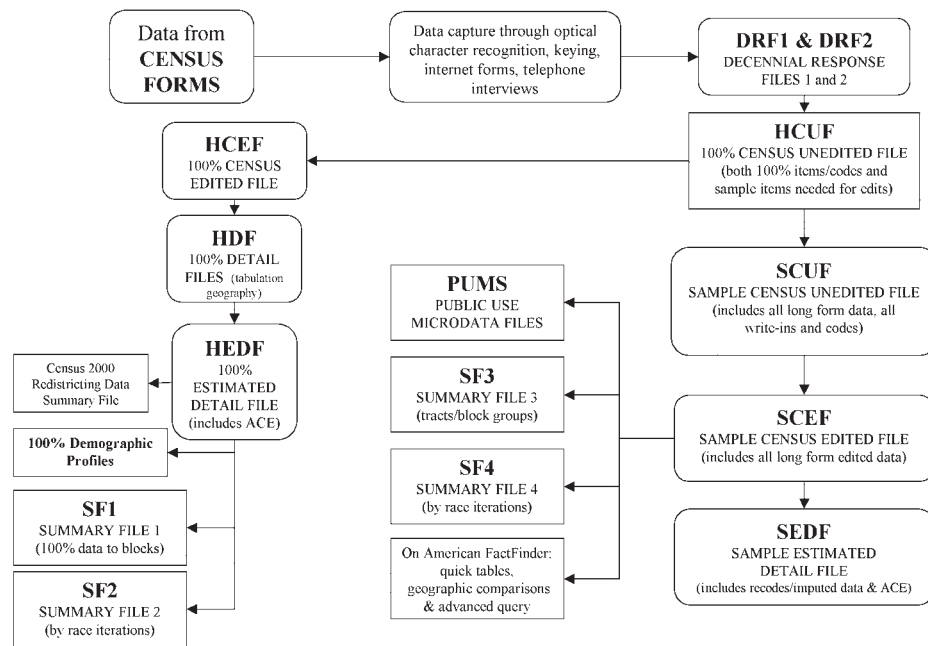 Data from
CENSUS
FORMS
Data capture through optical
character recognition, keying,
internet forms, telephone
interviews
DRF1 & DRF2
DECENNIAL RESPONSE
FILES 1 and 2
HCUF
100% CENSUS UNEDITED FILE
(both 100% items/codes and
sample items needed for edits)
HCEF
100% CENSUS
EDITED FILE
HDF
100% DETAIL
FILES (tabulation
geography)
HEDF
100%
ESTIMATED
DETAIL FILE
(includes ACE)
Census 2000
Redistricting Data
Summary File
100% Demographic
Profiles
SF1
SUMMARY FILE 1
(100% data to blocks)
SF2
SUMMARY FILE 2
(by race iterations)
SCUF
SAMPLE CENSUS UNEDITED FILE
(includes all long form data, all
write-ins and codes)
SCEF
SAMPLE CENSUS EDITED FILE
(includes all long form edited data)
SEDF
SAMPLE ESTIMATED
DETAIL FILE
(includes recodes/imputed data & ACE)
PUMS
PUBLIC USE
MICRODATA FILES
SF3
SUMMARY FILE 3
(tracts/block groups)
SF4
SUMMARY FILE 4
(by race iterations)
On American FactFinder:
quick tables,
geographic comparisons
& advanced query